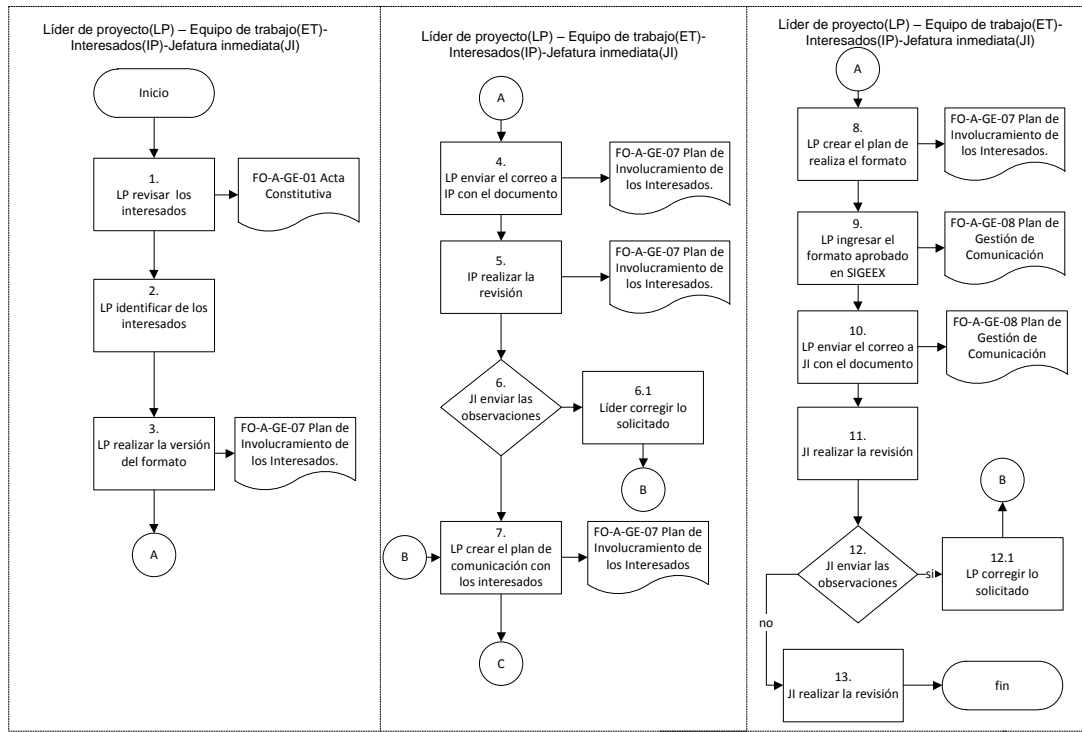 Líder de proyecto(LP) – Equipo de trabajo(ET)-
Interesados(IP)-Jefatura inmediata(JI)
Inicio
1.
LP revisar los
interesados
FO-A-GE-01 Acta
Constitutiva
2.
LP identificar de los
interesados
3.
LP realizar la versión
del formato
FO-A-GE-07 Plan de
Involucramiento de
los Interesados.
A
Líder de proyecto(LP) – Equipo de trabajo(ET)-
Interesados(IP)-Jefatura inmediata(JI)
A
4.
LP enviar el correo a
IP con el documento
FO-A-GE-07 Plan de
Involucramiento de
los Interesados.
5.
IP realizar la
revisión
FO-A-GE-07 Plan de
Involucramiento de
los Interesados.
6.
JI enviar las
observaciones
6.1
Líder corregir lo
solicitado
B
B
7.
LP crear el plan de
comunicación con
los interesados
FO-A-GE-07 Plan de
Involucramiento de
los Interesados
C
Líder de proyecto(LP) – Equipo de trabajo(ET)-
Interesados(IP)-Jefatura inmediata(JI)
A
8.
LP crear el plan de
realiza el formato
FO-A-GE-07 Plan de
Involucramiento de
los Interesados.
9.
LP ingresar el
formato aprobado
en SIGEEX
FO-A-GE-08 Plan de
Gestión de
Comunicación
10.
LP enviar el correo a
JI con el documento
FO-A-GE-08 Plan de
Gestión de
Comunicación
11.
JI realizar la revisión
B
12.
JI enviar las
observaciones
si
12.1
LP corregir lo
solicitado
no
13.
JI realizar la revisión
fin